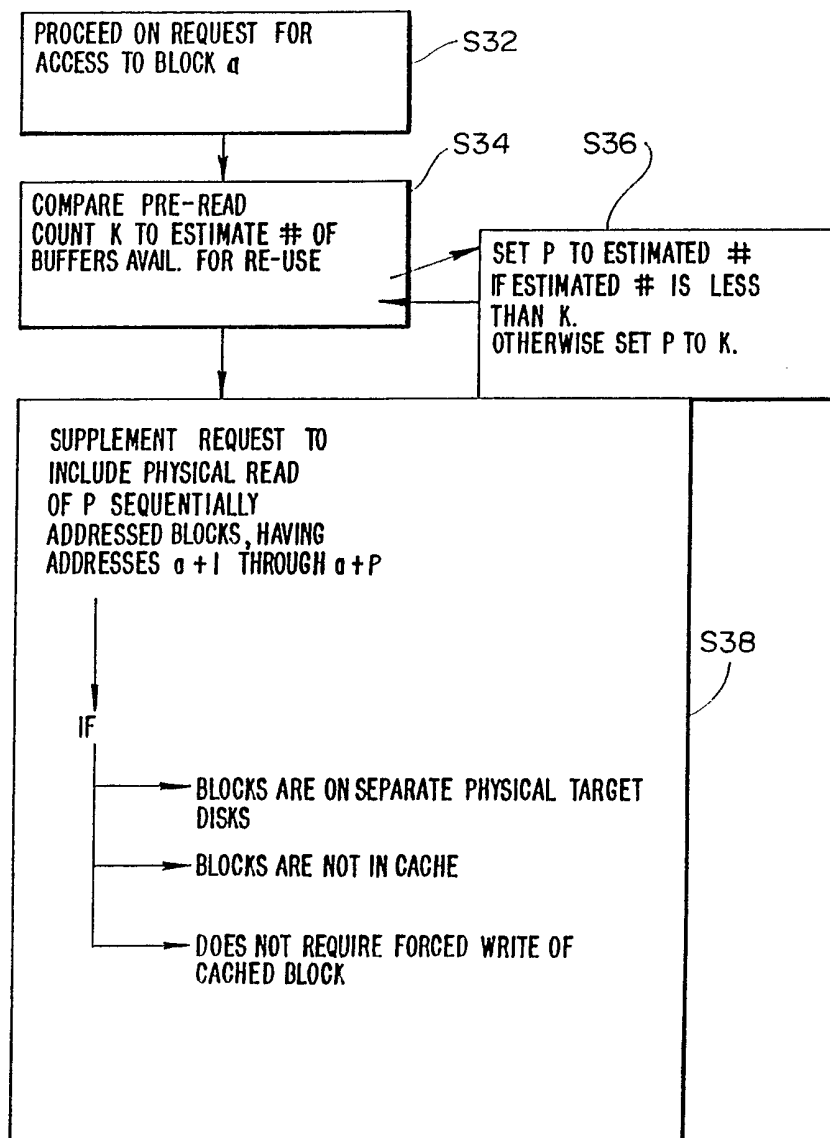 PROCEED ON REQUEST FOR
ACCESS TO BLOCK a
S32
S34
COMPARE PRE-READ
COUNT K TO ESTIMATE # OF
BUFFERS AVAIL. FOR RE-USE
S36
SET P TO ESTIMATED #
IF ESTIMATED # IS LESS
THAN K.
OTHERWISE SET P TO K.
SUPPLEMENT REQUEST TO
INCLUDE PHYSICAL READ
OF P SEQUENTIALLY
ADDRESSED BLOCKS, HAVING
ADDRESSES a+1 THROUGH a+P
S38
IF
BLOCKS ARE ON SEPARATE PHYSICAL TARGET
DISKS
BLOCKS ARE NOT IN CACHE
DOES NOT REQUIRE FORCED WRITE OF
CACHED BLOCK